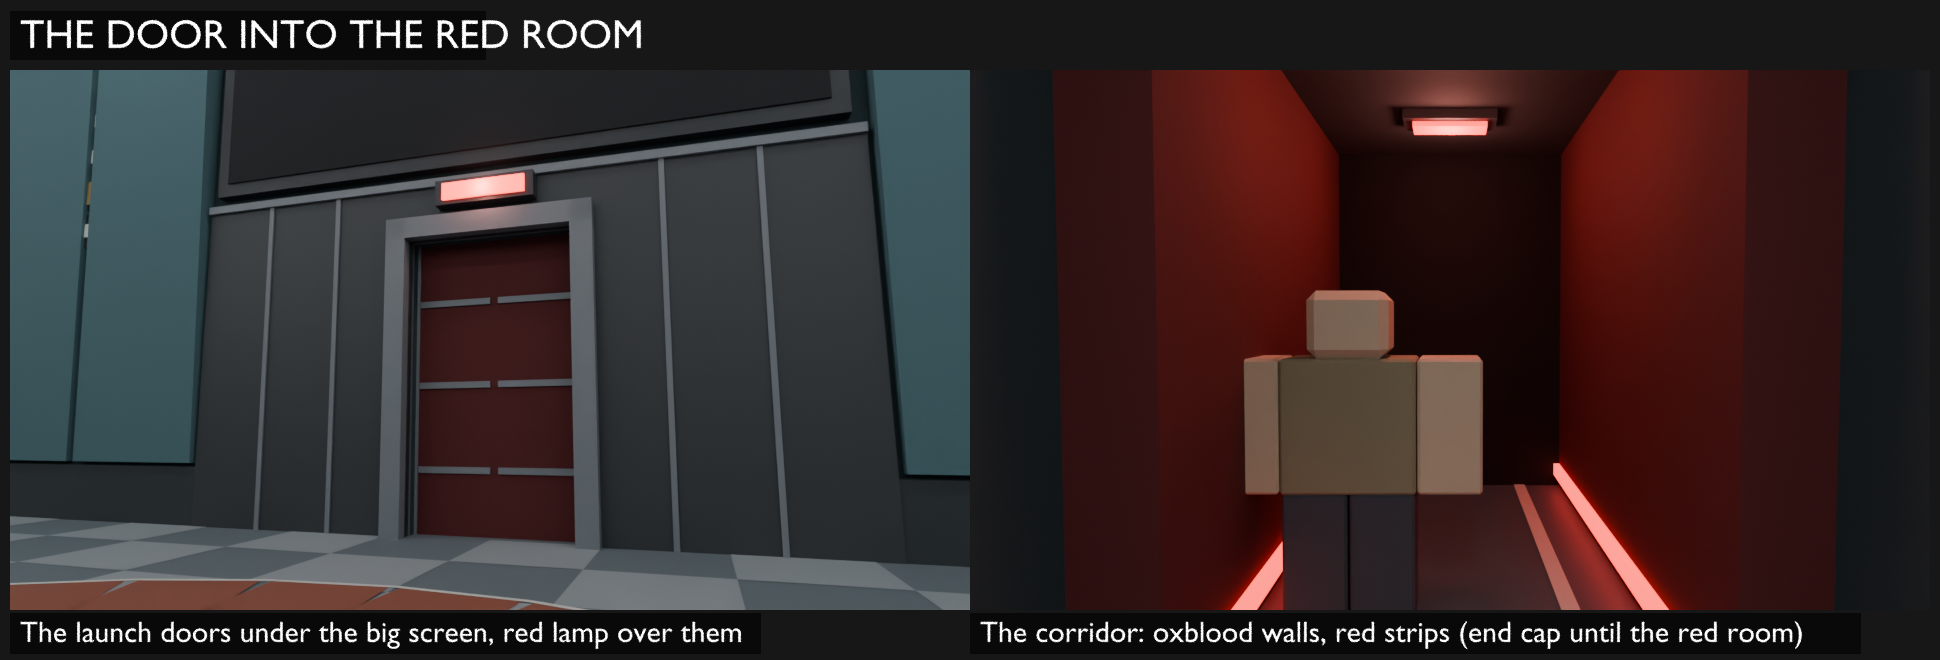 THE DOOR INTO THE RED ROOM
The launch doors under the big screen, red lamp over them
The corridor: oxblood walls, red strips (end cap until the red room)